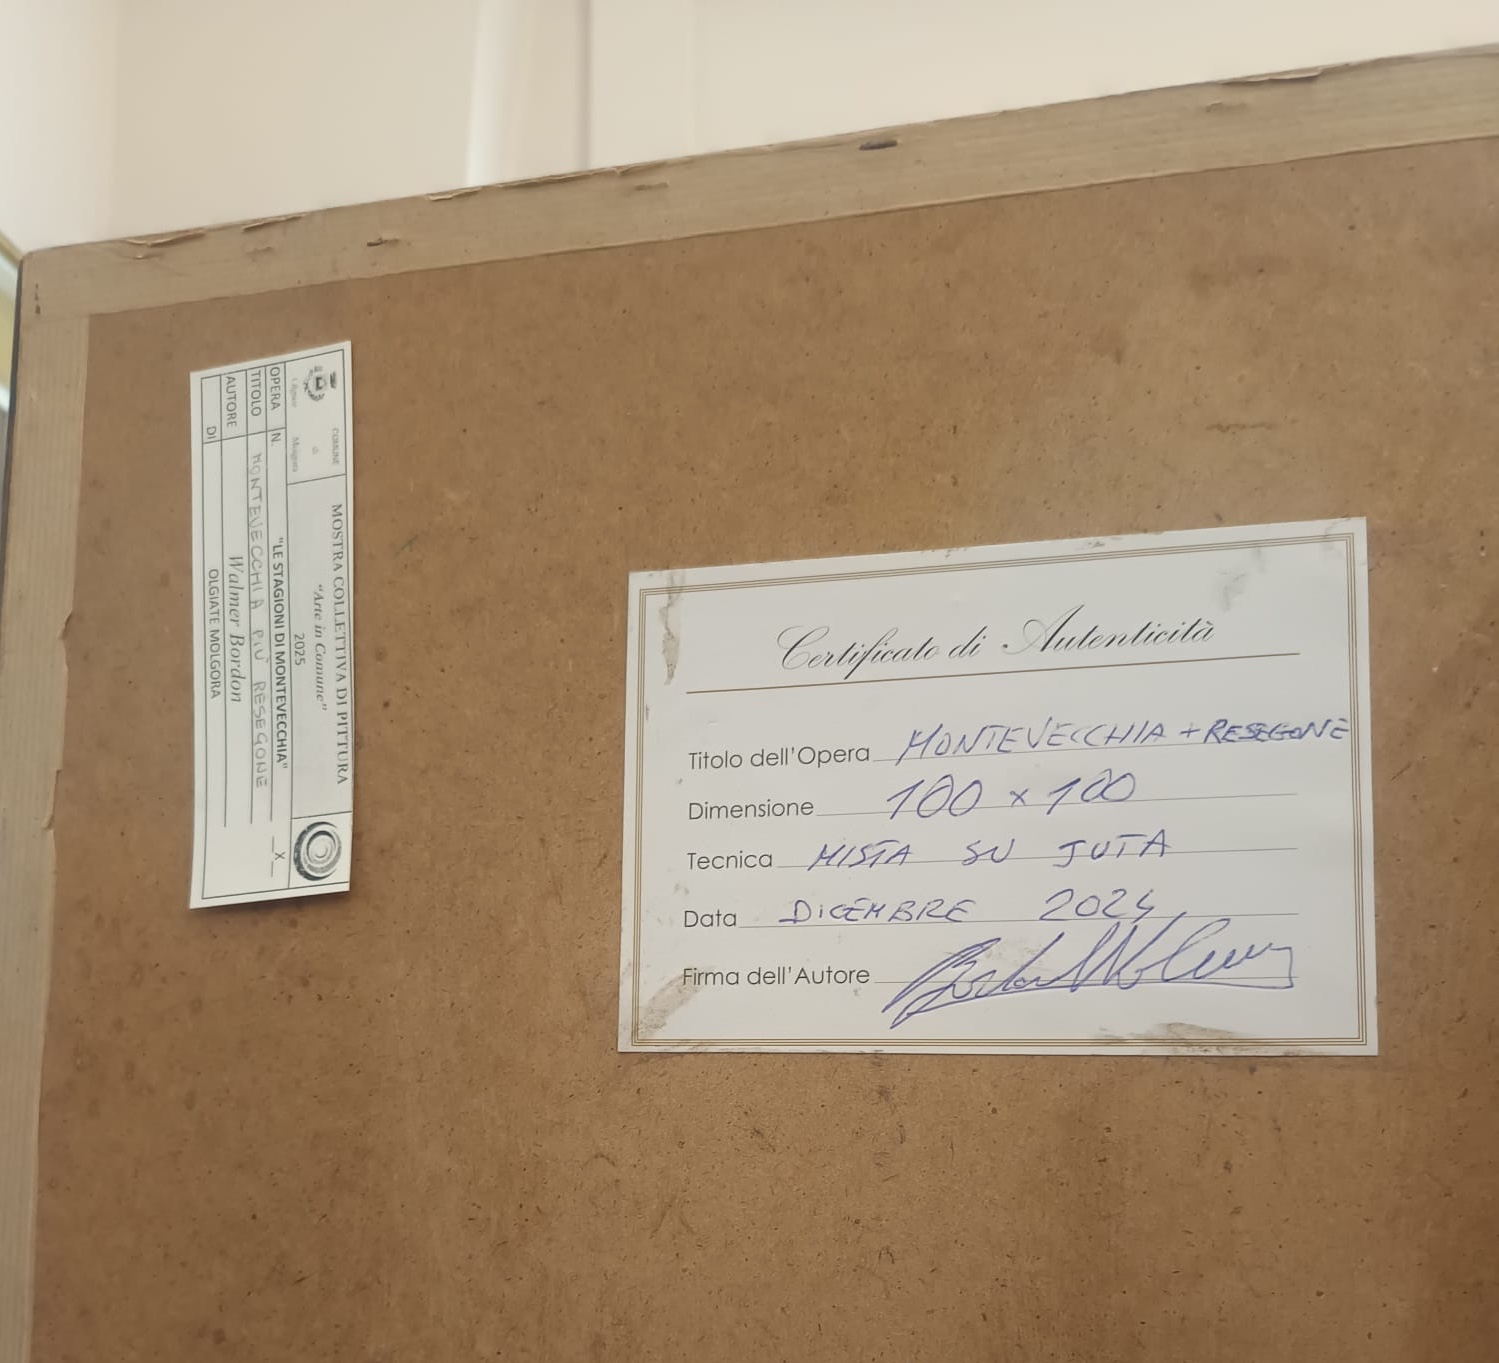 COMUNE
di
Olgiate Molgora
MOSTRA COLLETTIVA DI PITTURA
"Arte in Comune"
2025
OPERA N. "LE STAGIONI DI MONTEVECCHIA" _X_
TITOLO MONTEVECCHIA PIÙ RESEGONE
AUTORE Walmer Bordon
DI OLGIATE MOLGORA
Certificato di Autenticità
Titolo dell'Opera MONTEVECCHIA + RESEGONE
Dimensione 100 x 100
Tecnica MISTA SU JUTA
Data DICEMBRE 2024
Firma dell'Autore